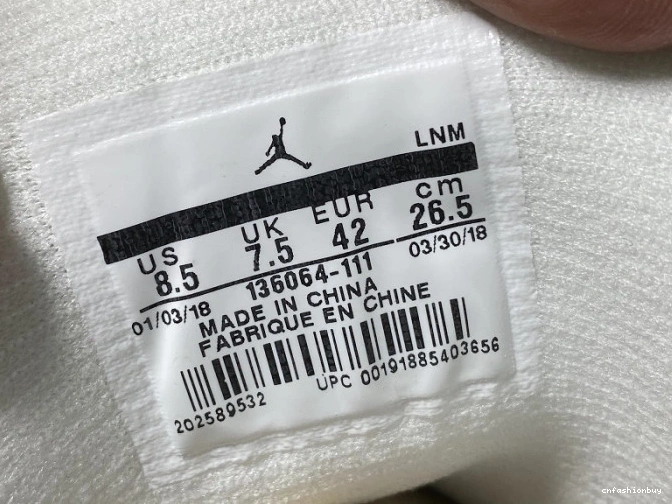 LNM
US UK EUR cm
8.5 7.5 42 26.5
01/03/18 136064-111 03/30/18
MADE IN CHINA
FABRIQUE EN CHINE
202589532 UPC 00191885403656
cnfashionbuy